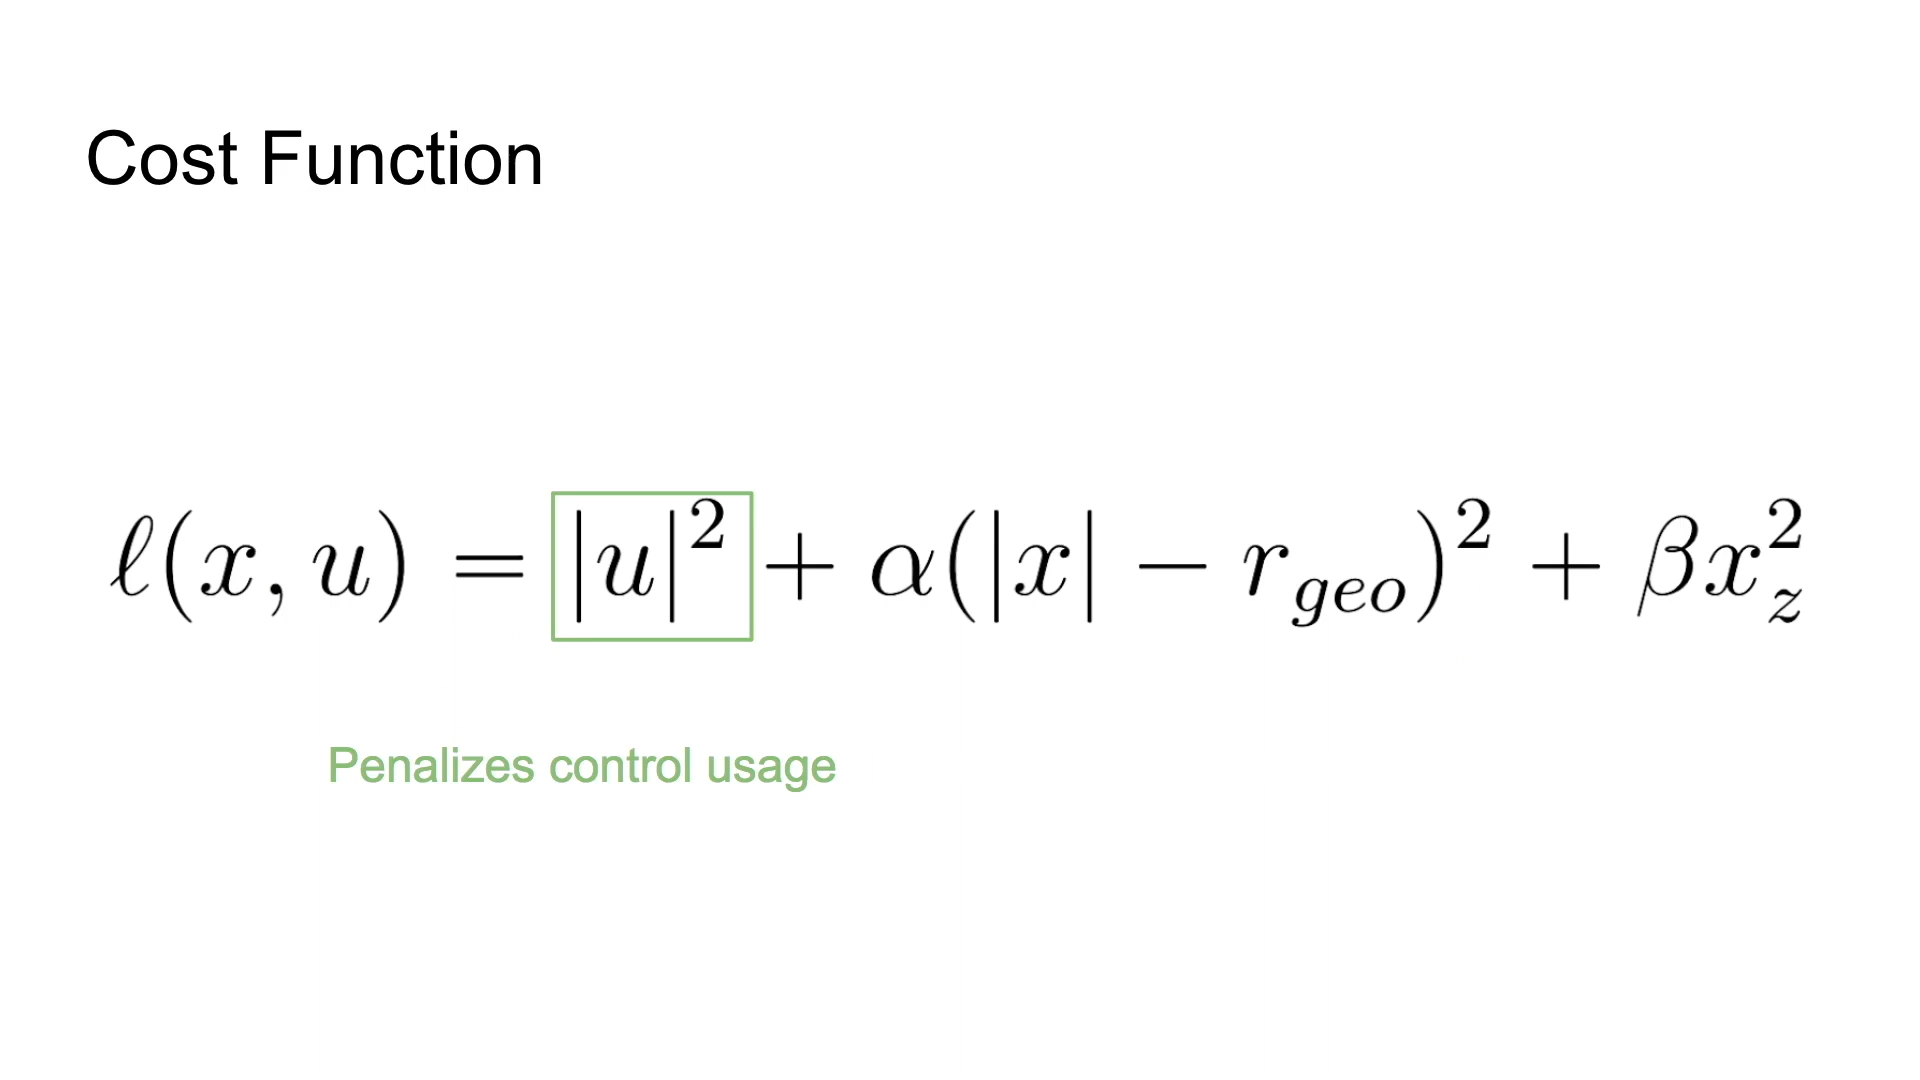 Cost Function
ℓ(x, u) = |u|² + α(|x| − r_geo)² + βx_z²
Penalizes control usage